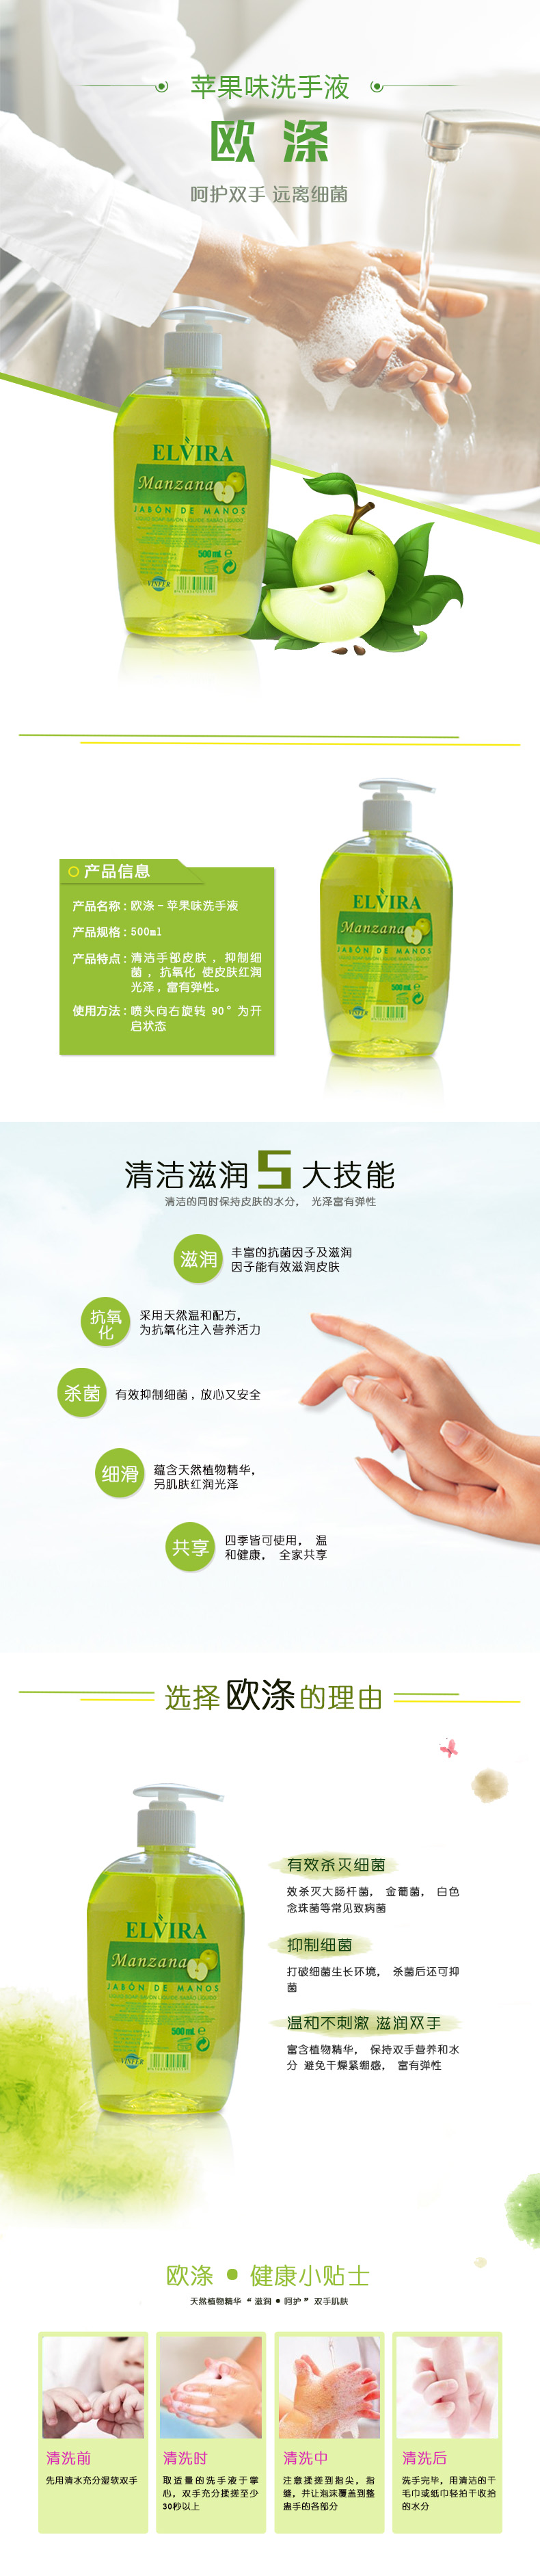 苹果味洗手液
欧 涤
呵护双手 远离细菌
ELVIRA
Manzana
JABÓN DE MANOS
500 mL ℮
VINFER
产品信息
产品名称：欧涤－苹果味洗手液
产品规格：500ml
产品特点：清洁手部皮肤，抑制细
菌，抗氧化 使皮肤红润
光泽，富有弹性。
使用方法：喷头向右旋转 90°为开
启状态
ELVIRA
Manzana
JABÓN DE MANOS
500 mL ℮
VINFER
清洁滋润5大技能
清洁的同时保持皮肤的水分， 光泽富有弹性
滋润
丰富的抗菌因子及滋润
因子能有效滋润皮肤
抗氧
化
采用天然温和配方，
为抗氧化注入营养活力
杀菌
有效抑制细菌，放心又安全
细滑
蕴含天然植物精华，
另肌肤红润光泽
共享
四季皆可使用， 温
和健康， 全家共享
选择欧涤的理由
ELVIRA
Manzana
JABÓN DE MANOS
500 mL ℮
VINFER
有效杀灭细菌
效杀灭大肠杆菌， 金葡菌， 白色
念珠菌等常见致病菌
抑制细菌
打破细菌生长环境， 杀菌后还可抑
菌
温和不刺激 滋润双手
富含植物精华， 保持双手营养和水
分 避免干燥紧绷感， 富有弹性
欧涤 • 健康小贴士
天然植物精华 “ 滋润 • 呵护 ” 双手肌肤
清洗前
先用清水充分湿软双手
清洗时
取适量的洗手液于掌
心，双手充分揉搓至少
30秒以上
清洗中
注意揉搓到指尖，指
缝，并让泡沫覆盖到整
蛊手的各部分
清洗后
洗手完毕，用清洁的干
毛巾或纸巾轻拍干收拾
的水分